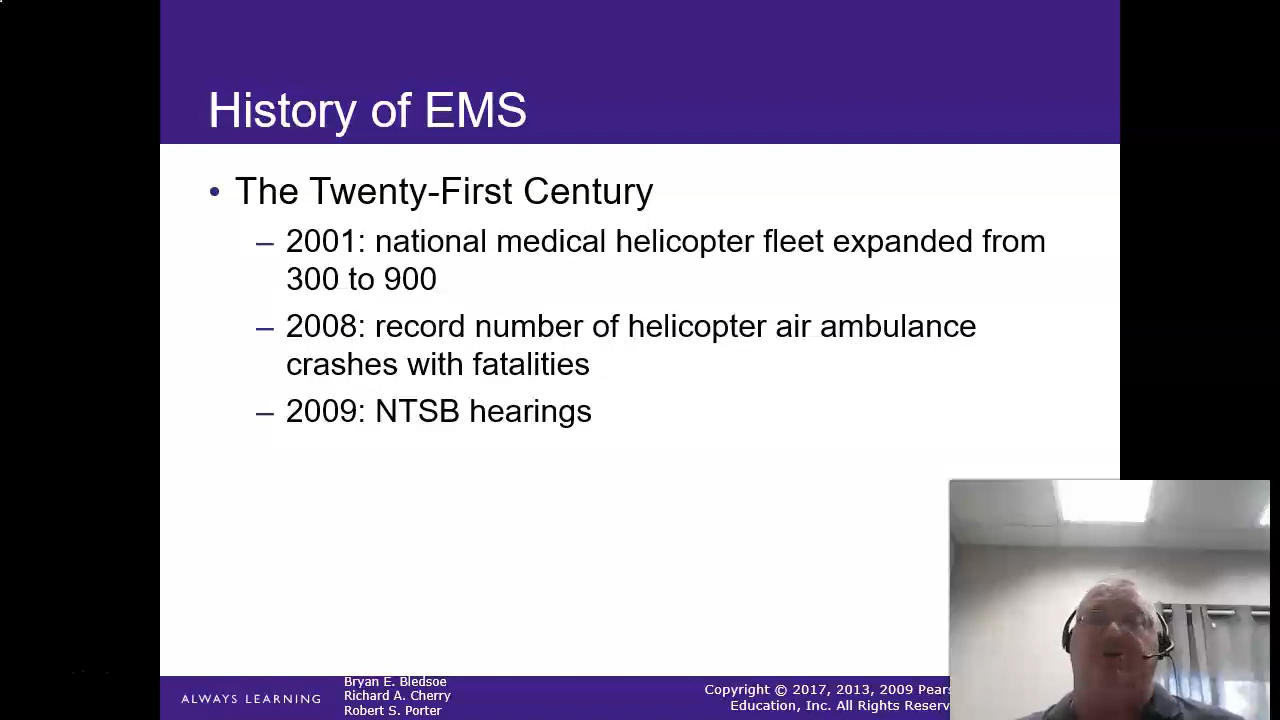 History of EMS
• The Twenty-First Century
– 2001: national medical helicopter fleet expanded from
300 to 900
– 2008: record number of helicopter air ambulance
crashes with fatalities
– 2009: NTSB hearings
ALWAYS LEARNING
Bryan E. Bledsoe
Richard A. Cherry
Robert S. Porter
Copyright © 2017, 2013, 2009
Education, Inc. All Rights